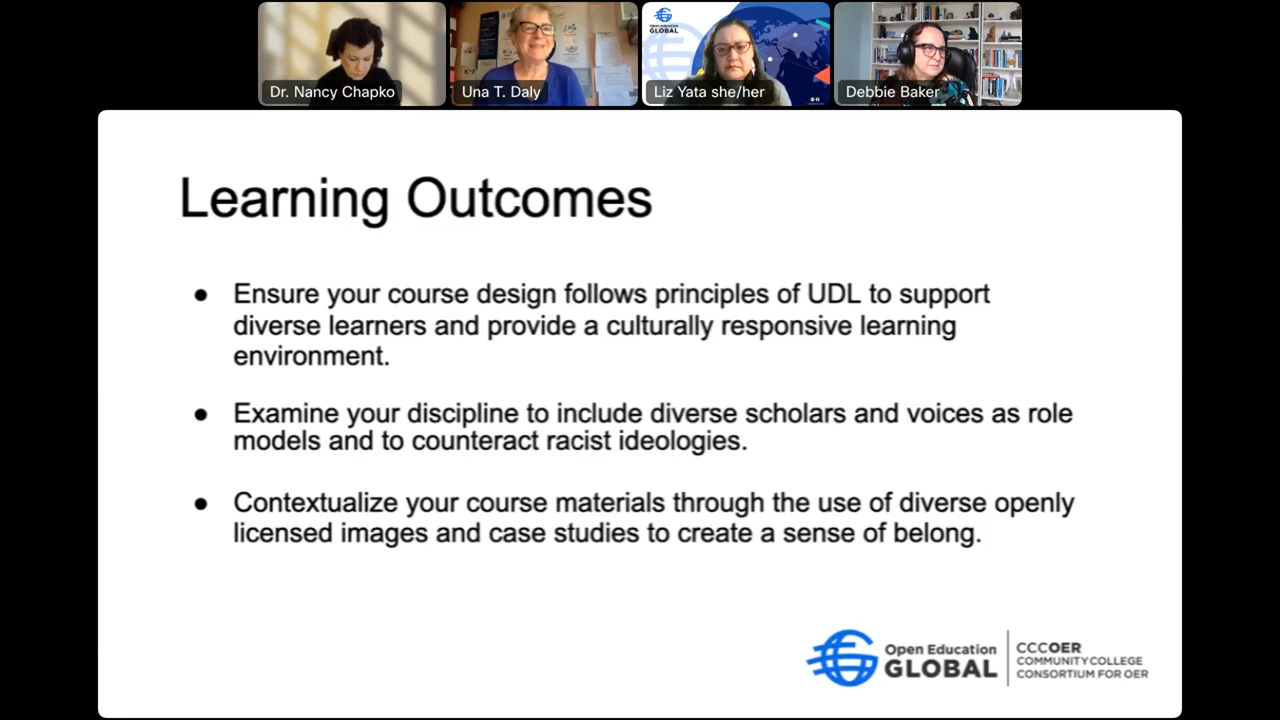 Open Education
GLOBAL
Dr. Nancy Chapko
Una T. Daly
Liz Yata she/her
Debbie Baker
Learning Outcomes
● Ensure your course design follows principles of UDL to support
diverse learners and provide a culturally responsive learning
environment.
● Examine your discipline to include diverse scholars and voices as role
models and to counteract racist ideologies.
● Contextualize your course materials through the use of diverse openly
licensed images and case studies to create a sense of belong.
Open Education
GLOBAL
CCCOER
COMMUNITY COLLEGE
CONSORTIUM FOR OER